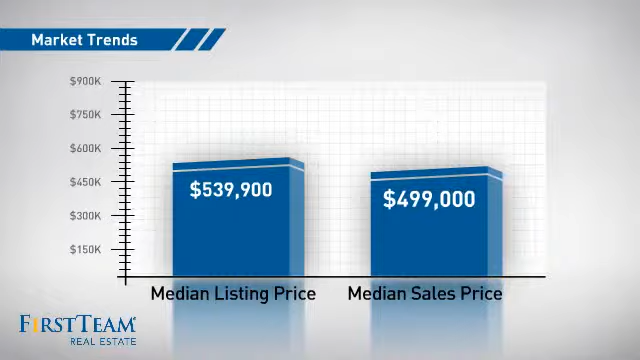 Market Trends
$900K
$750K
$600K
$450K
$300K
$150K
$539,900
$499,000
Median Listing Price
Median Sales Price
FIRSTTEAM®
REAL ESTATE